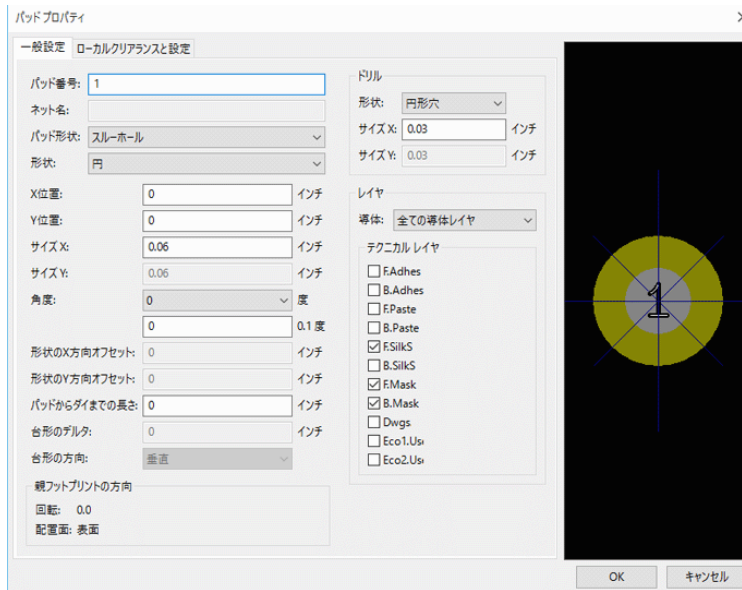 パッド プロパティ
一般設定
ローカルクリアランスと設定
パッド番号: 1
ネット名:
パッド形状: スルーホール
形状: 円
X位置: 0 インチ
Y位置: 0 インチ
サイズ X: 0.06 インチ
サイズ Y: 0.06 インチ
角度: 0 度
0 0.1 度
形状のX方向オフセット: 0 インチ
形状のY方向オフセット: 0 インチ
パッドからダイまでの長さ: 0 インチ
台形のデルタ: 0 インチ
台形の方向: 垂直
親フットプリントの方向
回転: 0.0
配置面: 表面
ドリル
形状: 円形穴
サイズ X: 0.03 インチ
サイズ Y: 0.03 インチ
レイヤ
導体: 全ての導体レイヤ
テクニカル レイヤ
F.Adhes
B.Adhes
F.Paste
B.Paste
F.SilkS
B.SilkS
F.Mask
B.Mask
Dwgs
Eco1.Use
Eco2.Use
1
OK
キャンセル